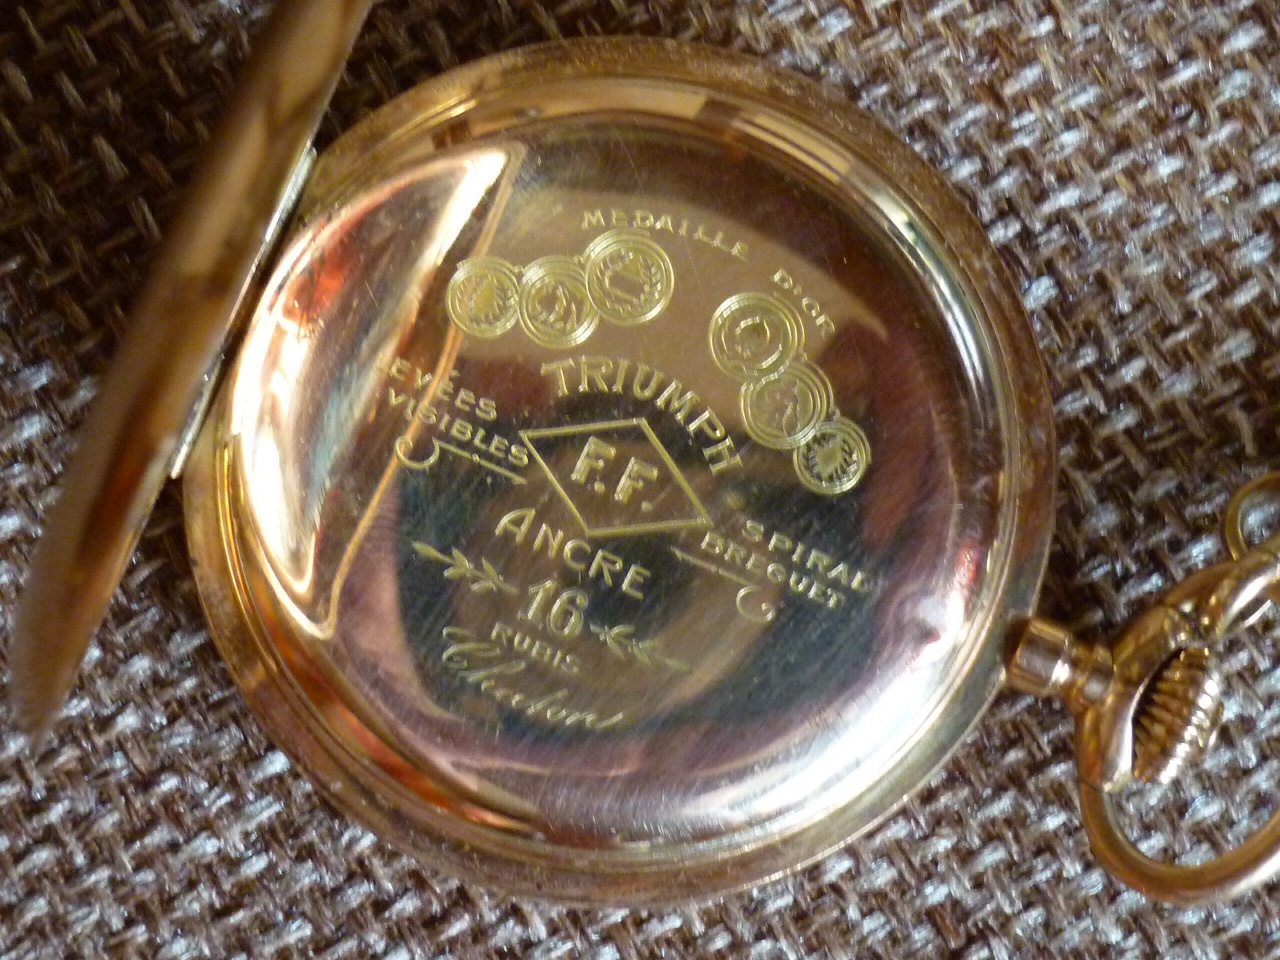 MEDAILLE D'OR
TRIUMPH
LEVÉES
VISIBLES
F.F.
SPIRAL
BREGUET
ANCRE
16
RUBIS